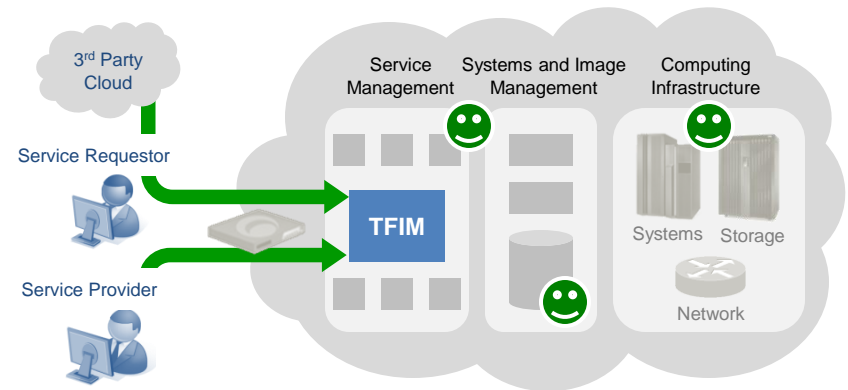 3rd Party
Cloud
Service Requestor
Service Provider
Service
Management
Systems and Image
Management
Computing
Infrastructure
TFIM
Systems
Storage
Network